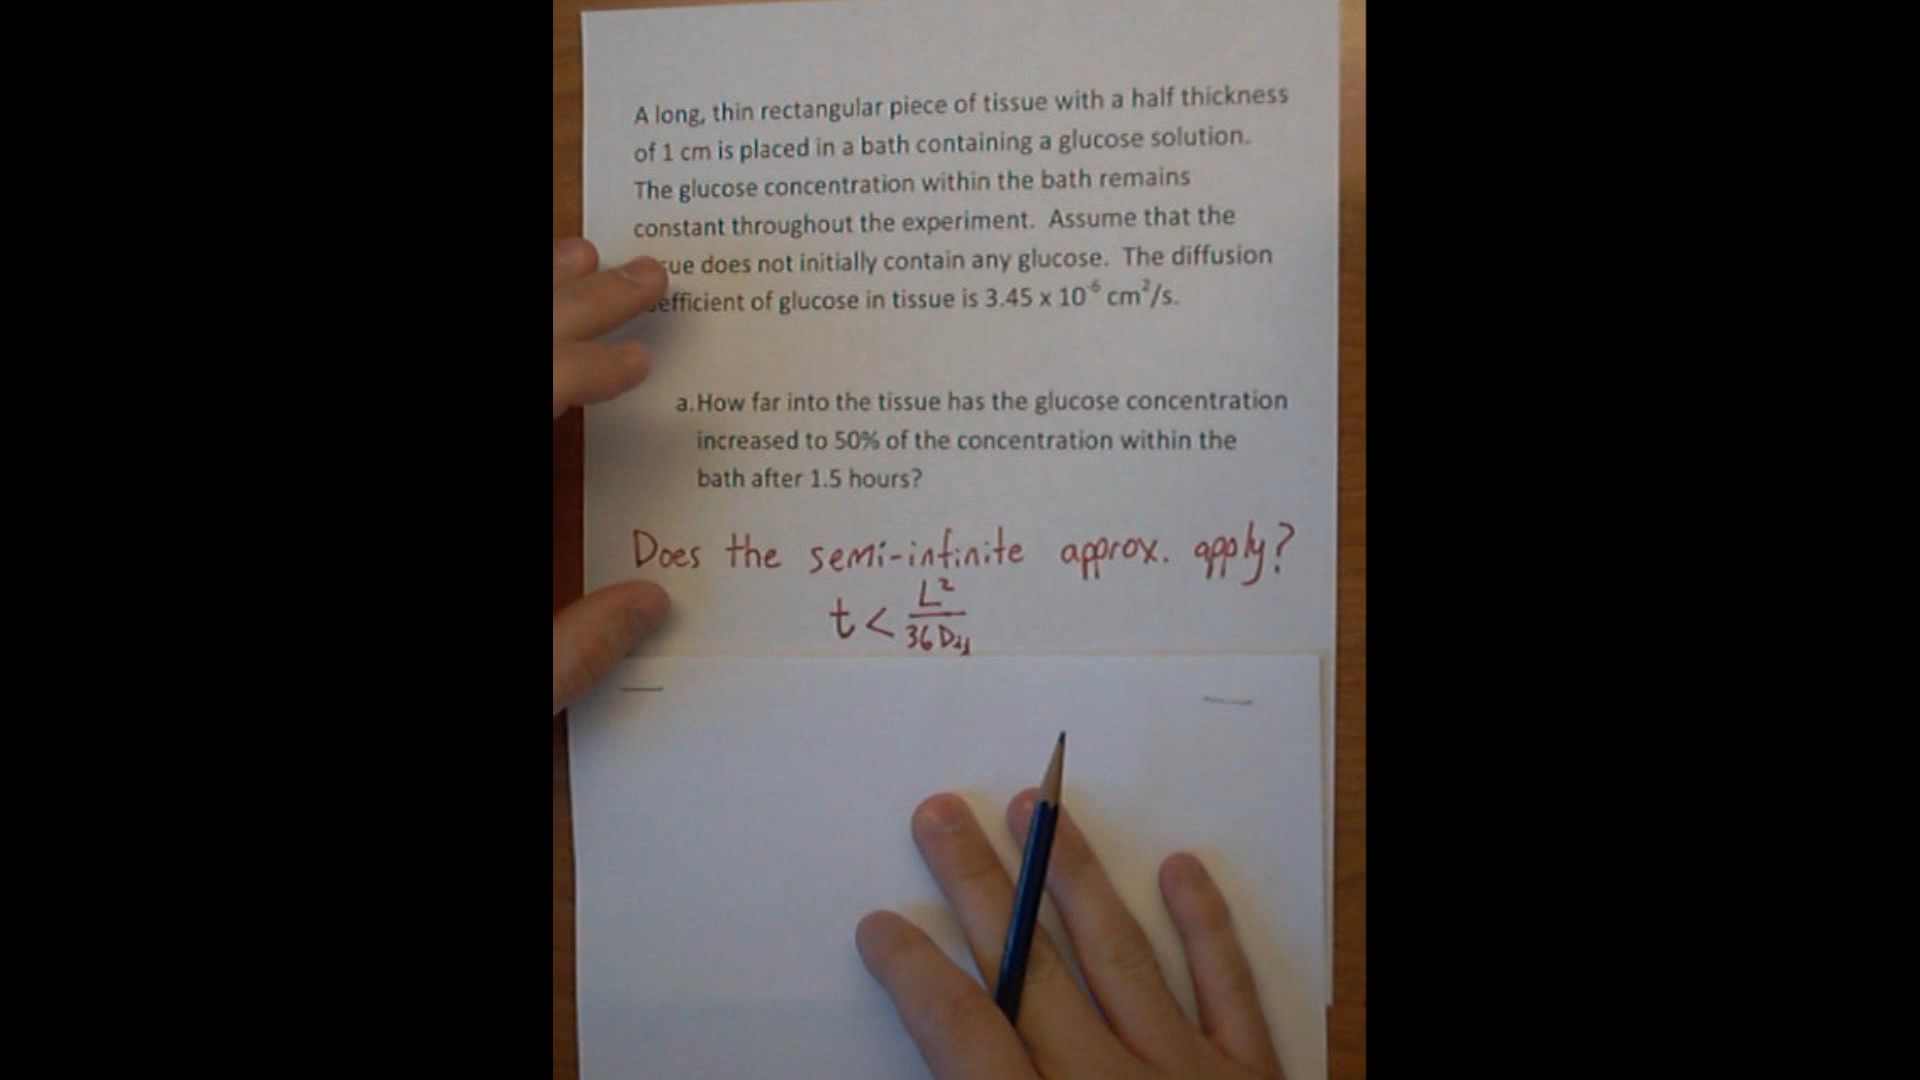 A long, thin rectangular piece of tissue with a half thickness
of 1 cm is placed in a bath containing a glucose solution.
The glucose concentration within the bath remains
constant throughout the experiment. Assume that the
sue does not initially contain any glucose. The diffusion
efficient of glucose in tissue is 3.45 x 10⁻⁶ cm²/s.
a. How far into the tissue has the glucose concentration
increased to 50% of the concentration within the
bath after 1.5 hours?
Does the semi-infinite approx. apply?
t < L²
36 Dij